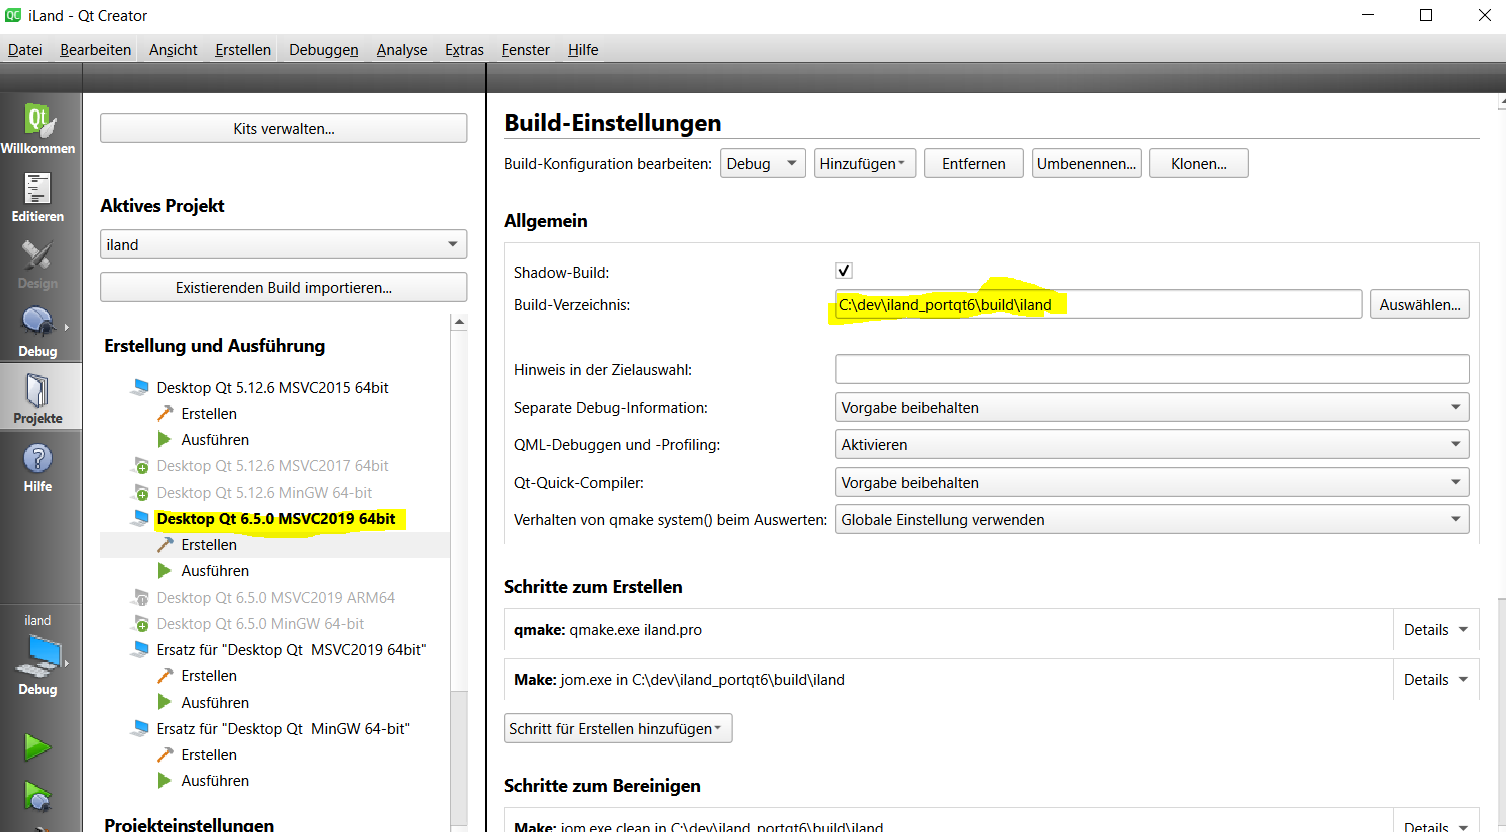 iLand - Qt Creator
Datei Bearbeiten Ansicht Erstellen Debuggen Analyse Extras Fenster Hilfe
Willkommen
Editieren
Design
Debug
Projekte
Hilfe
iland
Debug
Kits verwalten...
Aktives Projekt
iland
Existierenden Build importieren...
Erstellung und Ausführung
Desktop Qt 5.12.6 MSVC2015 64bit
Erstellen
Ausführen
Desktop Qt 5.12.6 MSVC2017 64bit
Desktop Qt 5.12.6 MinGW 64-bit
Desktop Qt 6.5.0 MSVC2019 64bit
Erstellen
Ausführen
Desktop Qt 6.5.0 MSVC2019 ARM64
Desktop Qt 6.5.0 MinGW 64-bit
Ersatz für "Desktop Qt  MSVC2019 64bit"
Erstellen
Ausführen
Ersatz für "Desktop Qt  MinGW 64-bit"
Erstellen
Ausführen
Projekteinstellungen
Build-Einstellungen
Build-Konfiguration bearbeiten: Debug Hinzufügen Entfernen Umbenennen... Klonen...
Allgemein
Shadow-Build:
Build-Verzeichnis: C:\dev\iland_portqt6\build\iland Auswählen...
Hinweis in der Zielauswahl:
Separate Debug-Information: Vorgabe beibehalten
QML-Debuggen und -Profiling: Aktivieren
Qt-Quick-Compiler: Vorgabe beibehalten
Verhalten von qmake system() beim Auswerten: Globale Einstellung verwenden
Schritte zum Erstellen
qmake: qmake.exe iland.pro Details
Make: jom.exe in C:\dev\iland_portqt6\build\iland Details
Schritt für Erstellen hinzufügen
Schritte zum Bereinigen
Make: jom.exe clean in C:\dev\iland_portqt6\build\iland Details